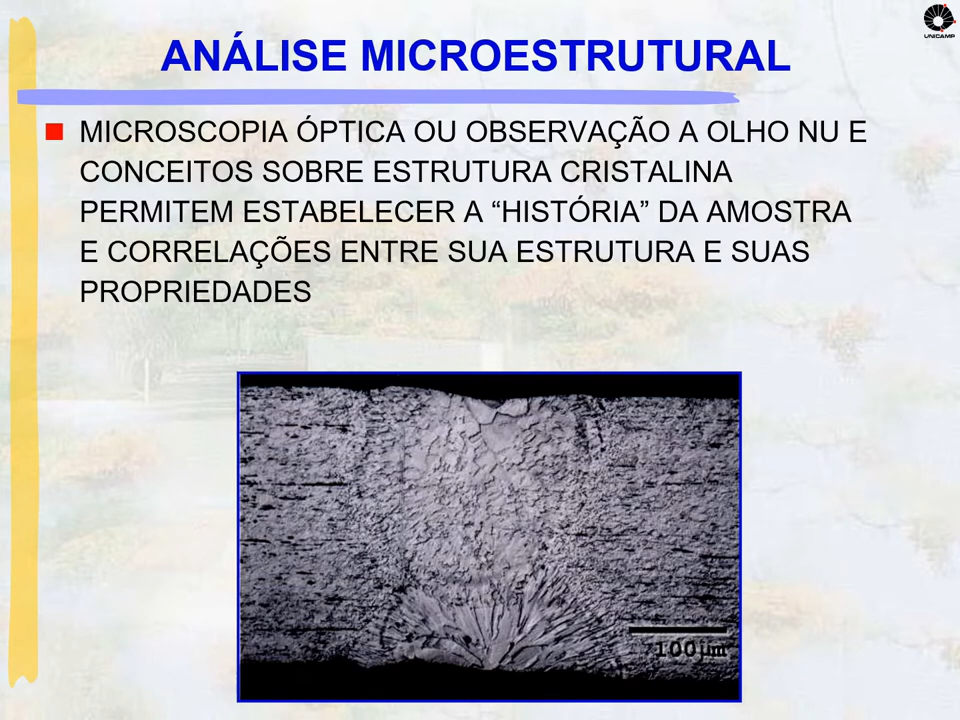 UNICAMP
ANÁLISE MICROESTRUTURAL
MICROSCOPIA ÓPTICA OU OBSERVAÇÃO A OLHO NU E
CONCEITOS SOBRE ESTRUTURA CRISTALINA
PERMITEM ESTABELECER A “HISTÓRIA” DA AMOSTRA
E CORRELAÇÕES ENTRE SUA ESTRUTURA E SUAS
PROPRIEDADES
100μm